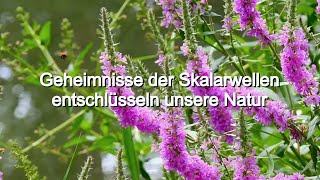 Geheimnisse der Skalarwellen
entschlüsseln unsere Natur